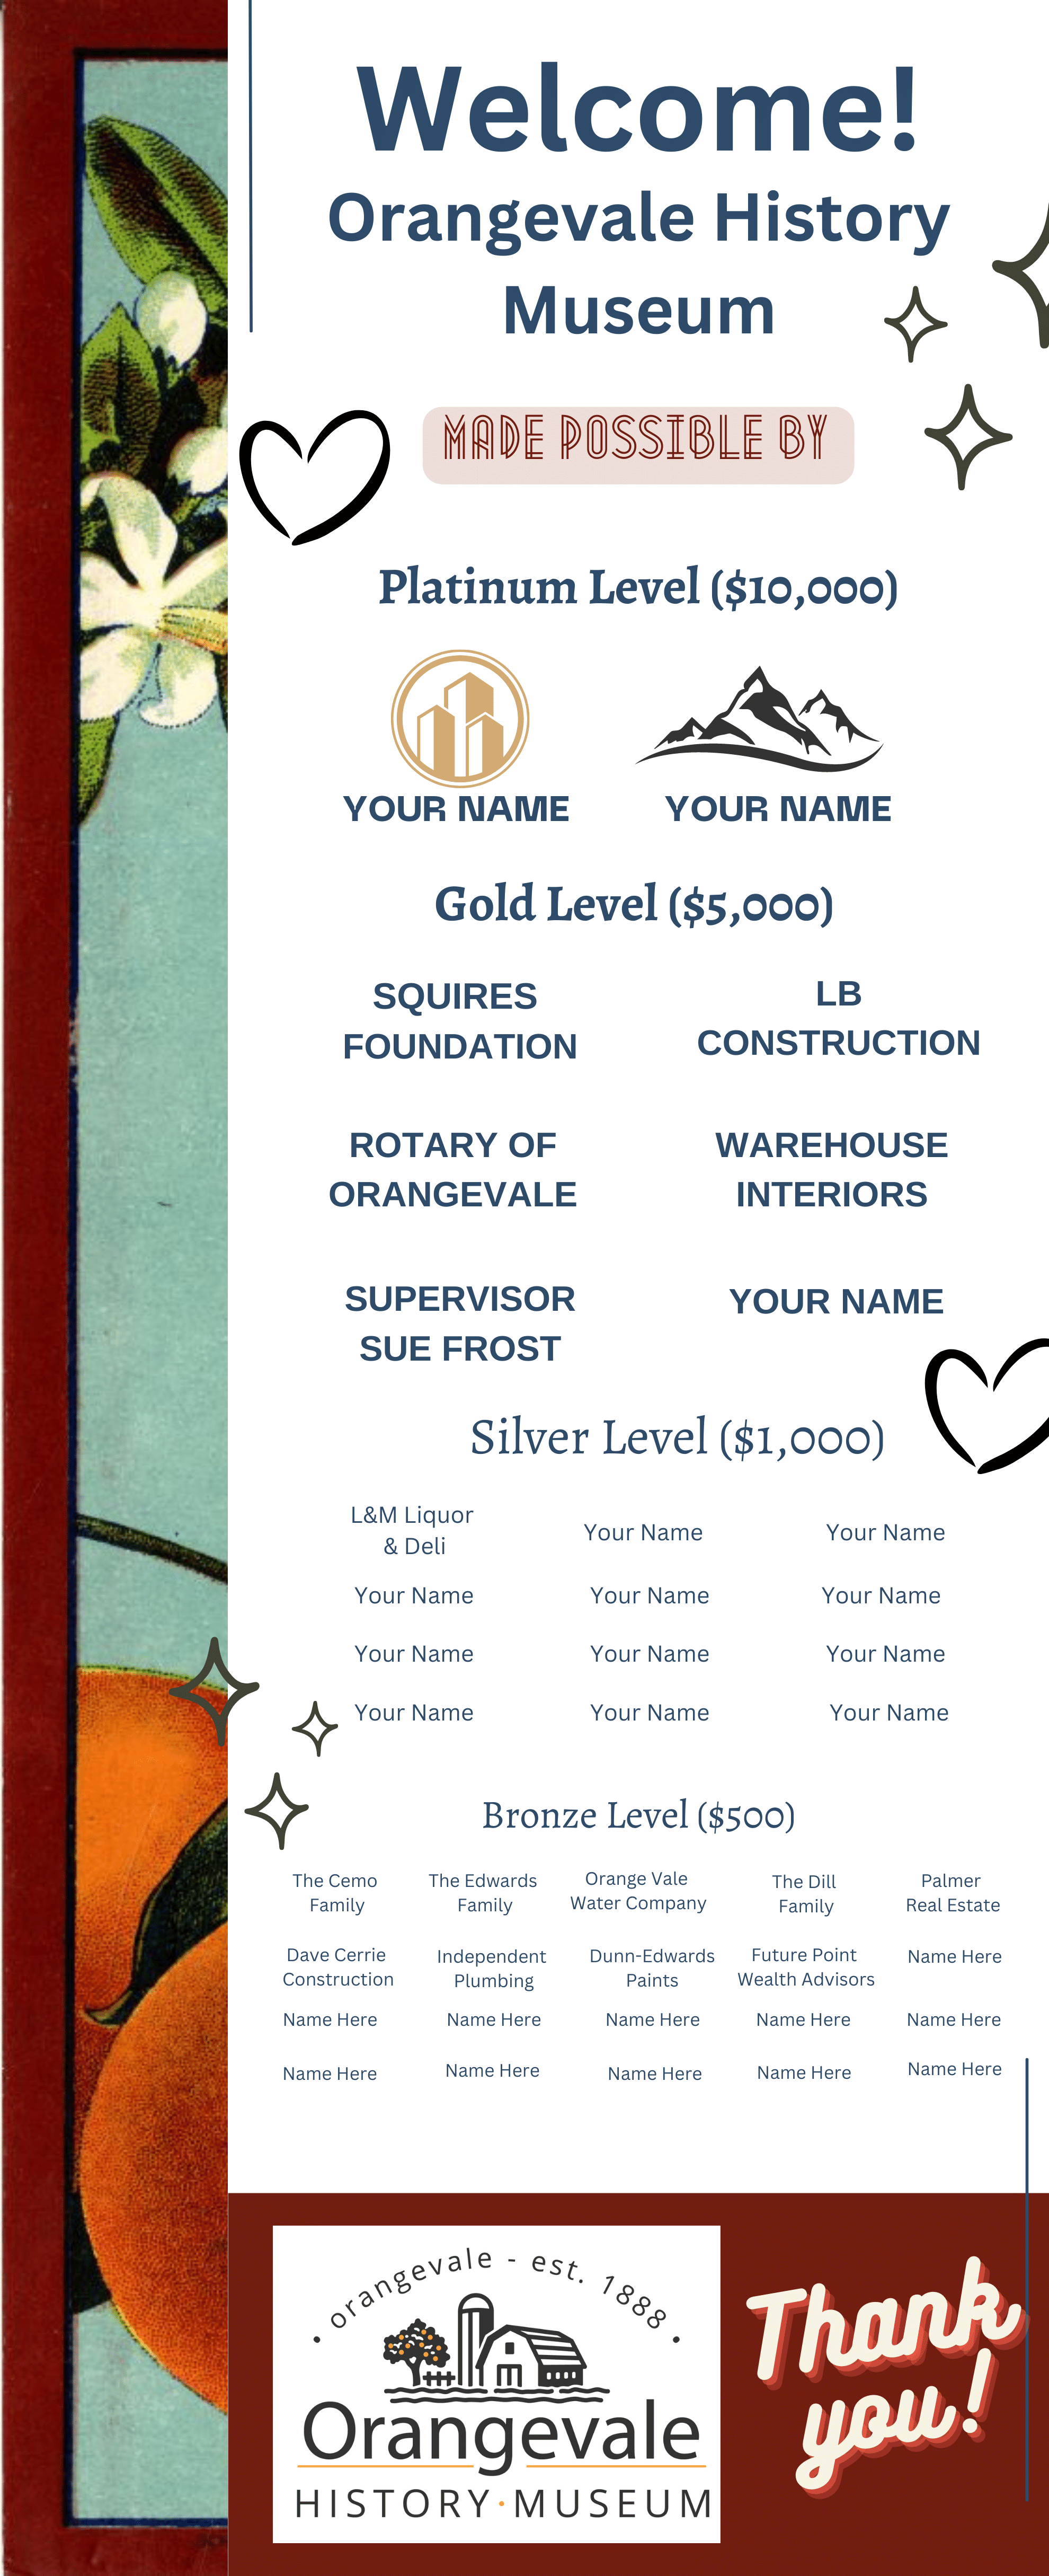 Welcome!
Orangevale History
Museum
MADE POSSIBLE BY
Platinum Level ($10,000)
YOUR NAME YOUR NAME
Gold Level ($5,000)
SQUIRES
FOUNDATION
LB
CONSTRUCTION
ROTARY OF
ORANGEVALE
WAREHOUSE
INTERIORS
SUPERVISOR
SUE FROST
YOUR NAME
Silver Level ($1,000)
L&M Liquor
& Deli
Your Name Your Name
Your Name Your Name Your Name
Your Name Your Name Your Name
Your Name Your Name Your Name
Bronze Level ($500)
The Cemo
Family
The Edwards
Family
Orange Vale
Water Company
The Dill
Family
Palmer
Real Estate
Dave Cerrie
Construction
Independent
Plumbing
Dunn-Edwards
Paints
Future Point
Wealth Advisors
Name Here
Name Here Name Here Name Here Name Here Name Here
Name Here Name Here Name Here Name Here Name Here
• orangevale - est. 1888 •
Orangevale
HISTORY·MUSEUM
Thank
you!